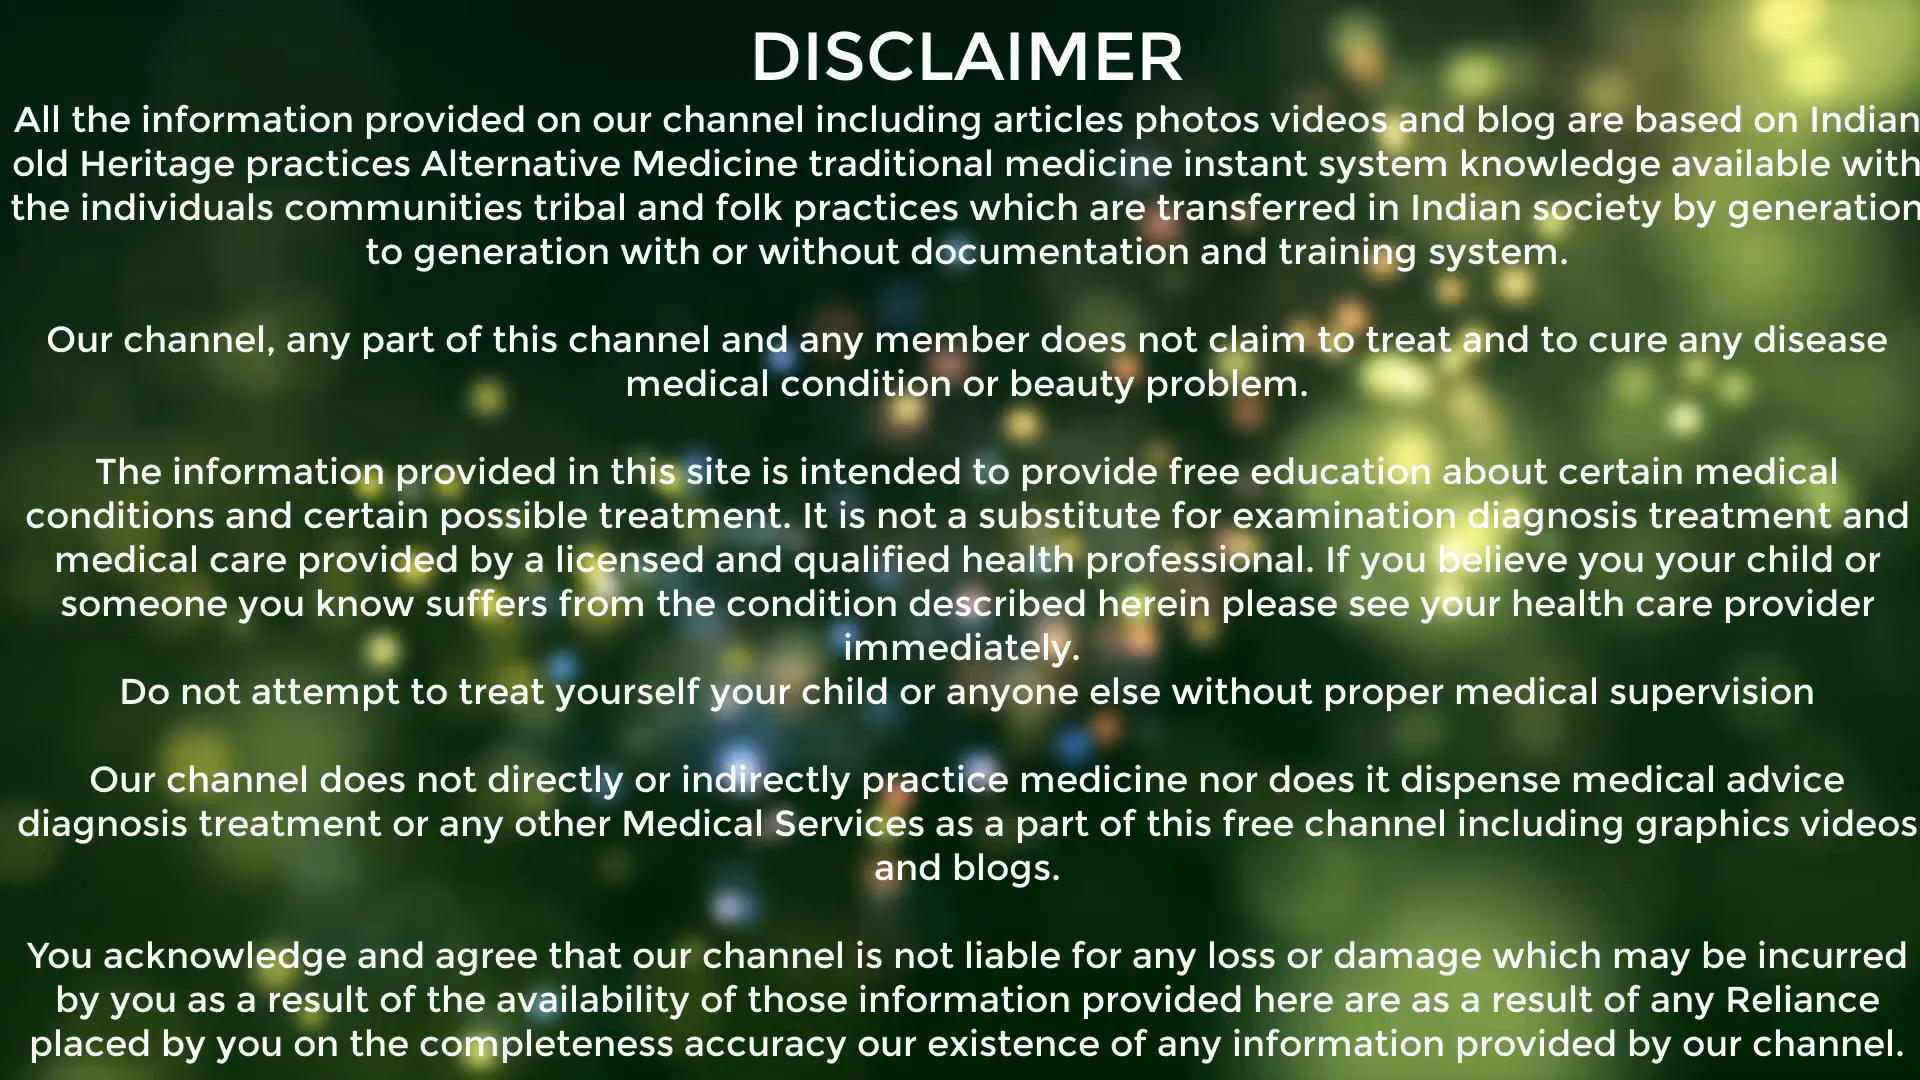 DISCLAIMER
All the information provided on our channel including articles photos videos and blog are based on Indian
old Heritage practices Alternative Medicine traditional medicine instant system knowledge available with
the individuals communities tribal and folk practices which are transferred in Indian society by generation
to generation with or without documentation and training system.
Our channel, any part of this channel and any member does not claim to treat and to cure any disease
medical condition or beauty problem.
The information provided in this site is intended to provide free education about certain medical
conditions and certain possible treatment. It is not a substitute for examination diagnosis treatment and
medical care provided by a licensed and qualified health professional. If you believe you your child or
someone you know suffers from the condition described herein please see your health care provider
immediately.
Do not attempt to treat yourself your child or anyone else without proper medical supervision
Our channel does not directly or indirectly practice medicine nor does it dispense medical advice
diagnosis treatment or any other Medical Services as a part of this free channel including graphics videos
and blogs.
You acknowledge and agree that our channel is not liable for any loss or damage which may be incurred
by you as a result of the availability of those information provided here are as a result of any Reliance
placed by you on the completeness accuracy our existence of any information provided by our channel.